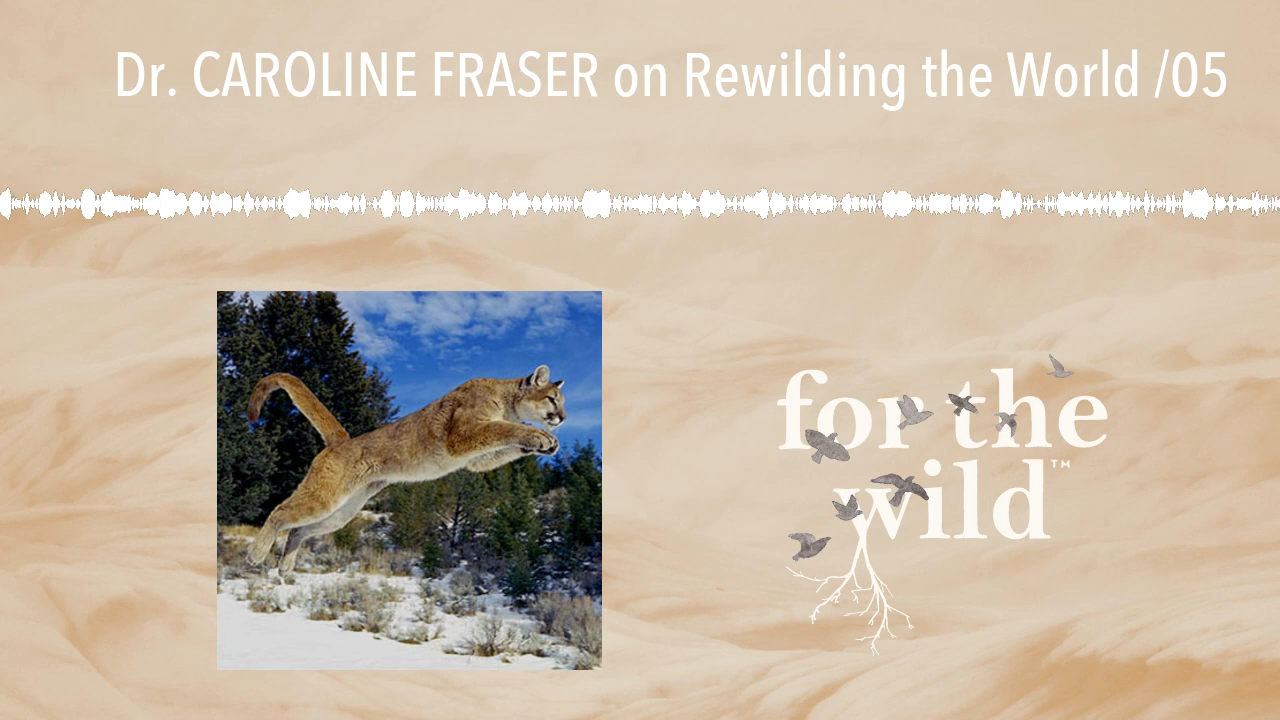 Dr. CAROLINE FRASER on Rewilding the World /05
for the
wild™